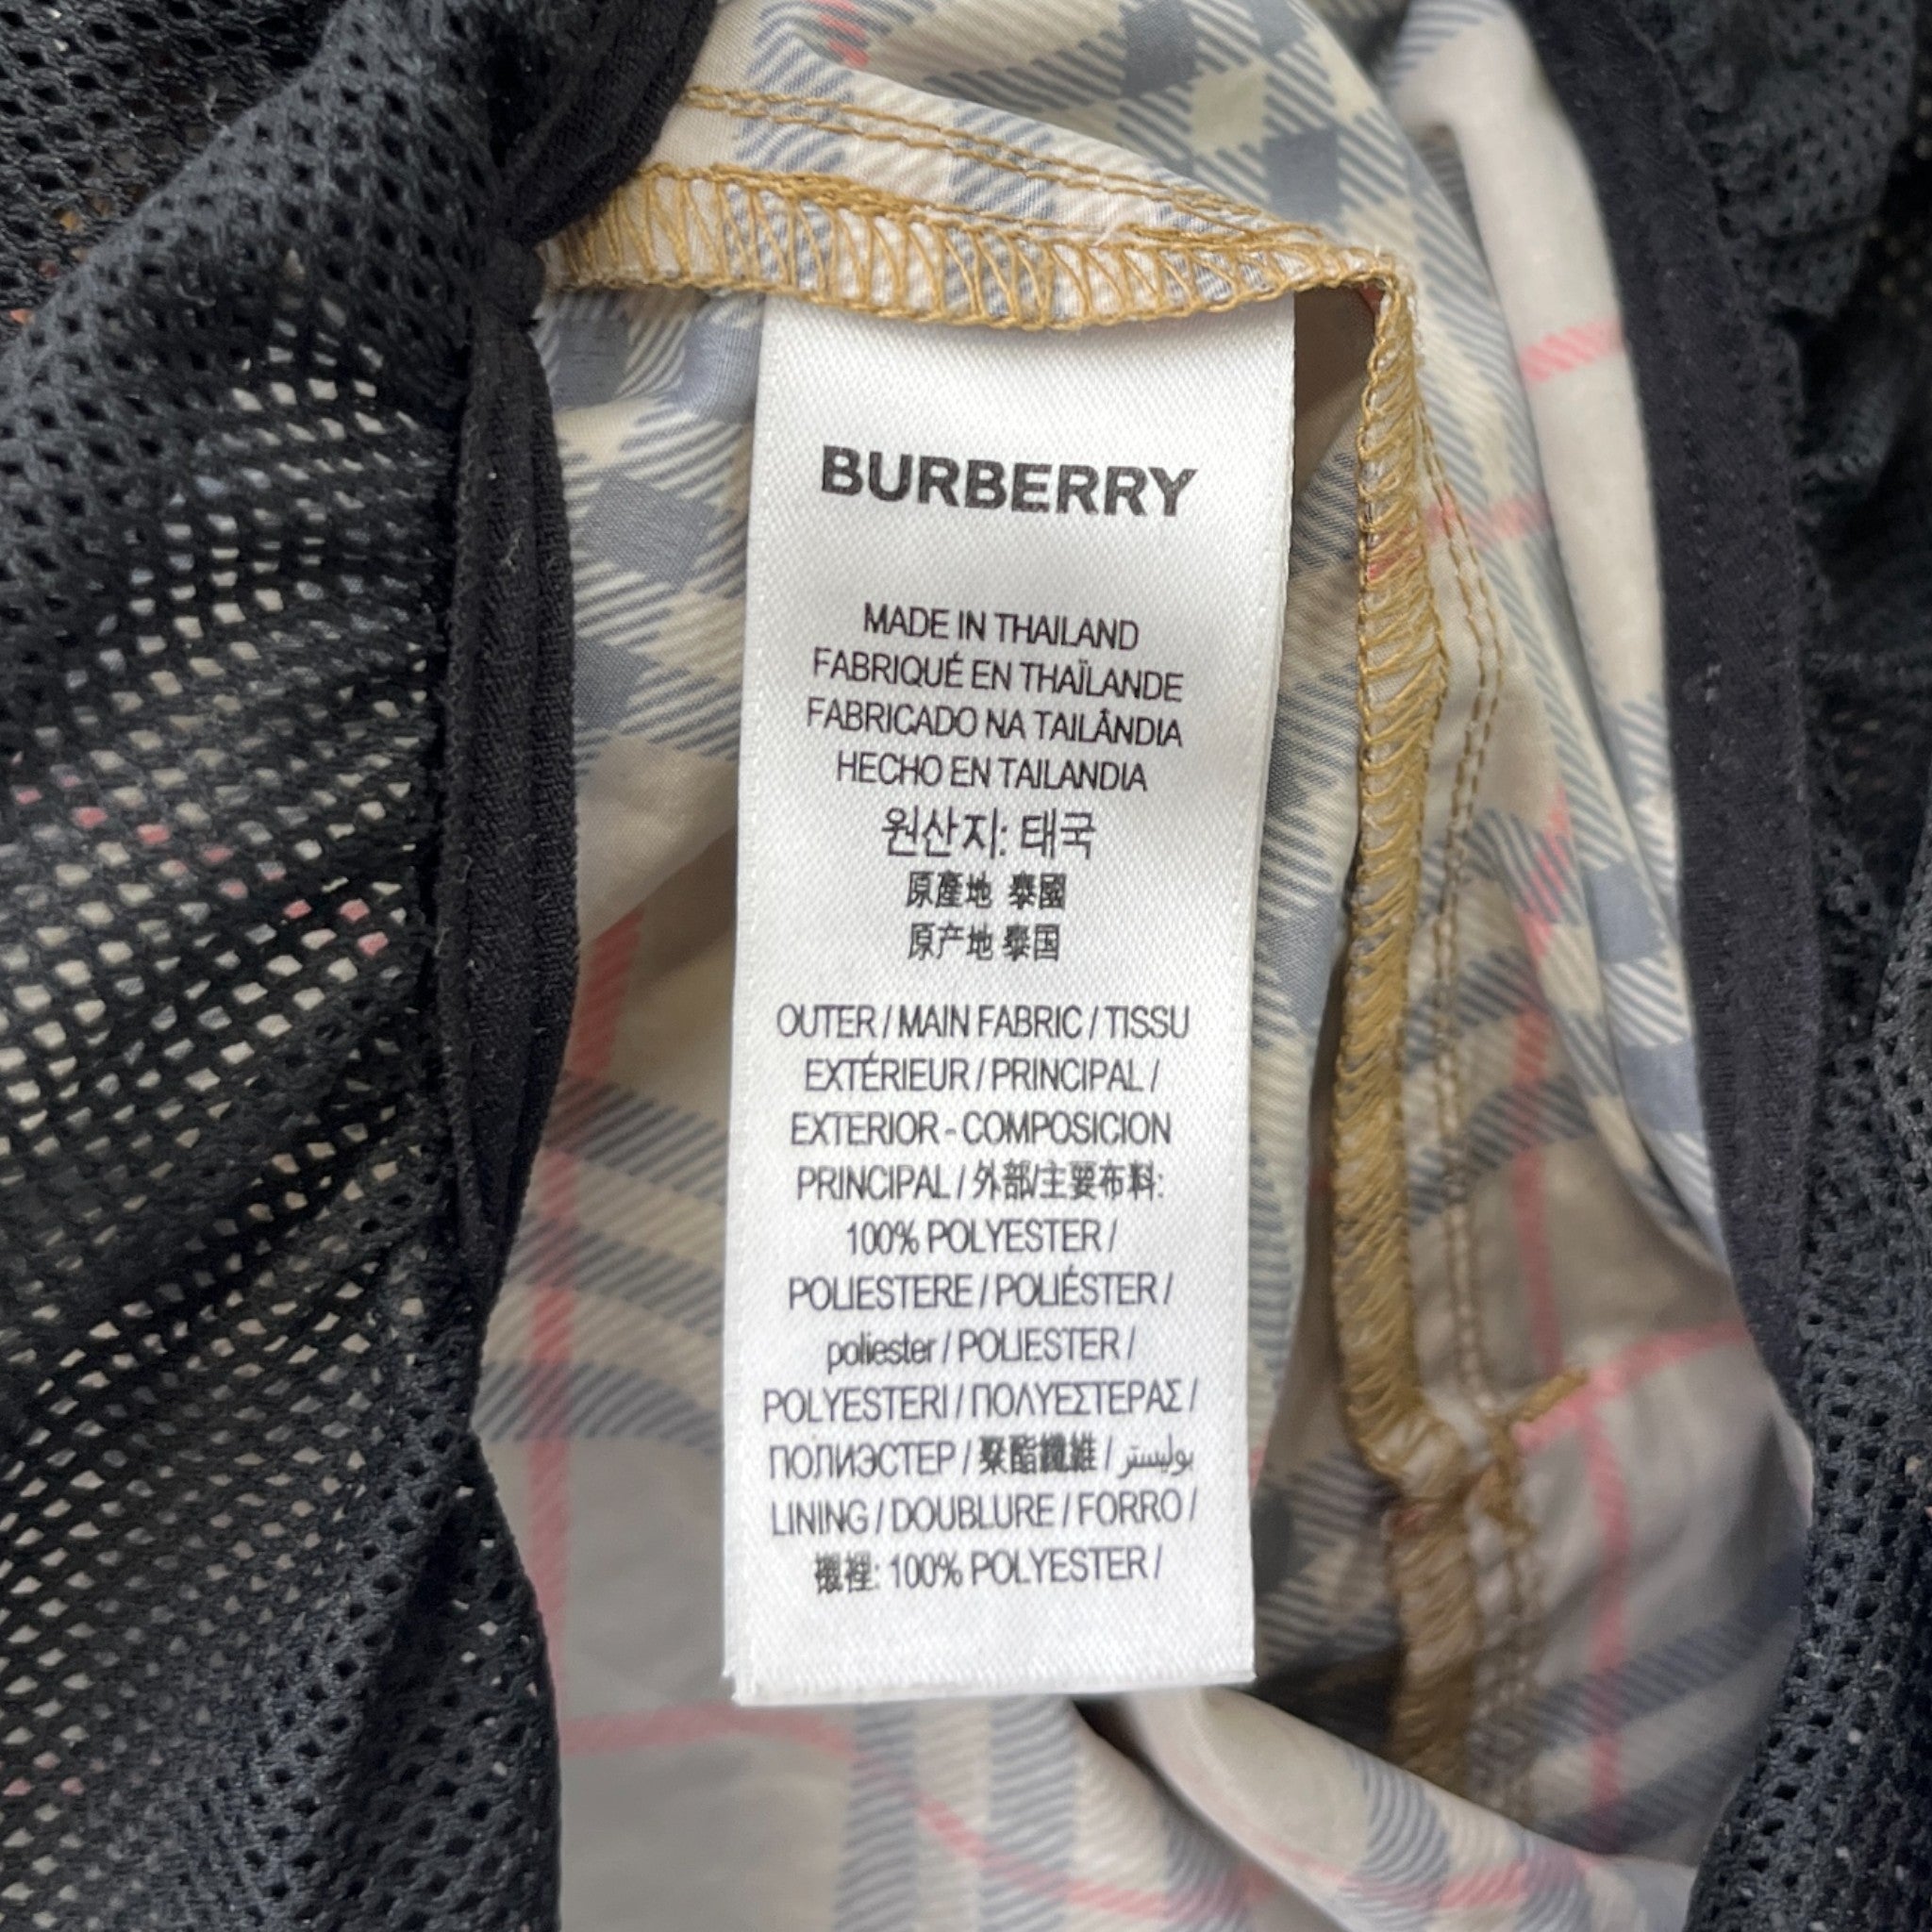 BURBERRY
MADE IN THAILAND
FABRIQUÉ EN THAÏLANDE
FABRICADO NA TAILÂNDIA
HECHO EN TAILANDIA
원산지: 태국
原產地 泰國
原产地 泰国
OUTER / MAIN FABRIC / TISSU
EXTÉRIEUR / PRINCIPAL /
EXTERIOR - COMPOSICION
PRINCIPAL / 外部/主要布料:
100% POLYESTER /
POLIESTERE / POLIÉSTER /
poliester / POLIESTER /
POLYESTERI / ΠΟΛΥΕΣΤΕΡΑΣ /
ПОЛИЭСТЕР / 聚酯纖維 / بوليستر
LINING / DOUBLURE / FORRO /
襯裡: 100% POLYESTER /